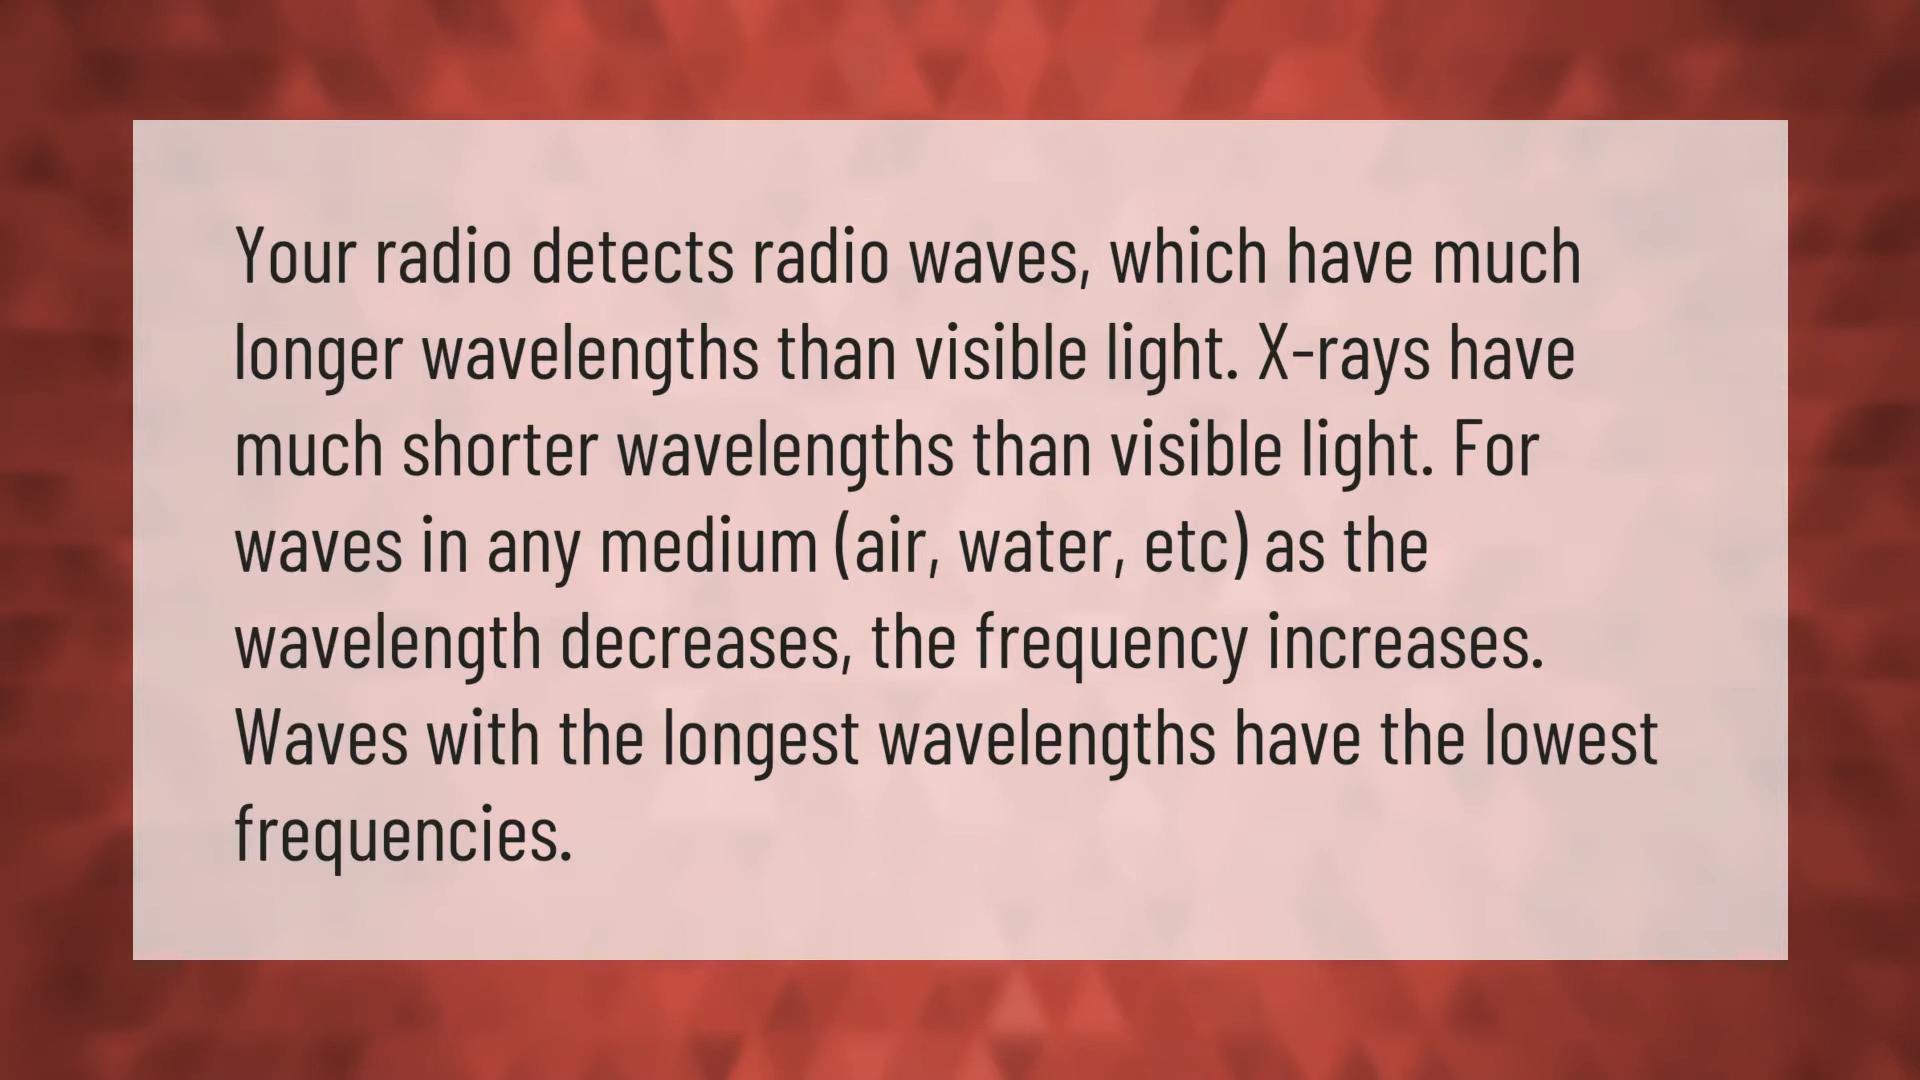 Your radio detects radio waves, which have much
longer wavelengths than visible light. X-rays have
much shorter wavelengths than visible light. For
waves in any medium (air, water, etc) as the
wavelength decreases, the frequency increases.
Waves with the longest wavelengths have the lowest
frequencies.